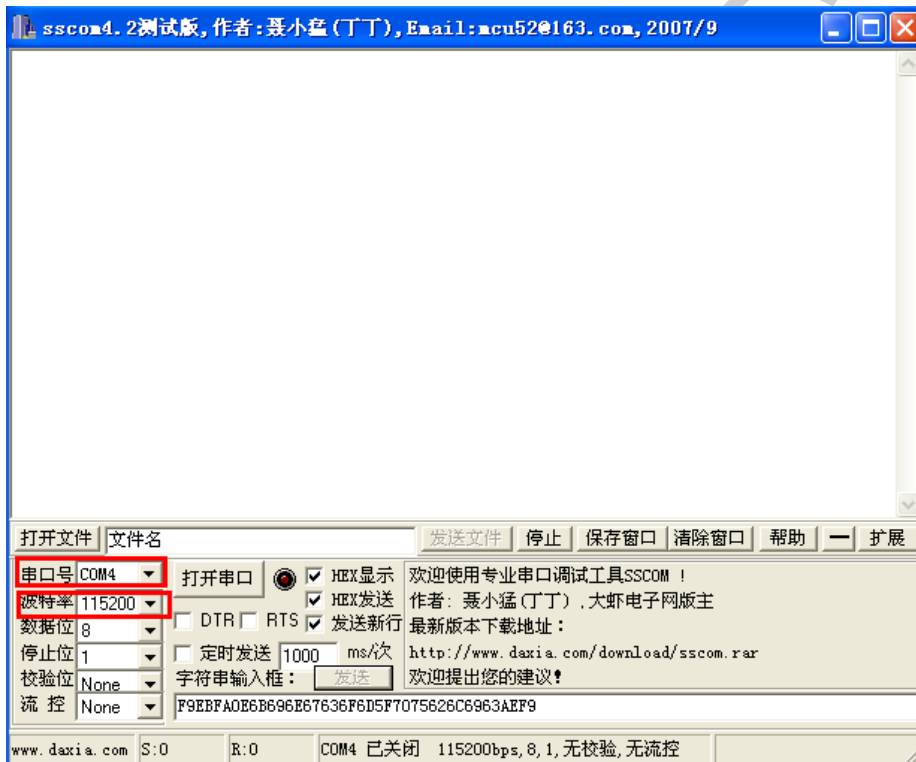 sscom4.2测试版,作者:聂小猛(丁丁),Email:mcu52@163.com,2007/9
打开文件 文件名 发送文件 停止 保存窗口 清除窗口 帮助 一 扩展
串口号 COM4 打开串口 HEX显示 欢迎使用专业串口调试工具SSCOM !
波特率 115200 HEX发送 作者: 聂小猛(丁丁) ,大虾电子网版主
数据位 8 DTR RTS 发送新行 最新版本下载地址:
停止位 1 定时发送 1000 ms/次 http://www.daxia.com/download/sscom.rar
校验位 None 字符串输入框: 发送 欢迎提出您的建议!
流 控 None F9EBFA0E6B696E67636F6D5F7075626C6963AEF9
www.daxia.com S:0 R:0 COM4 已关闭 115200bps,8,1,无校验,无流控